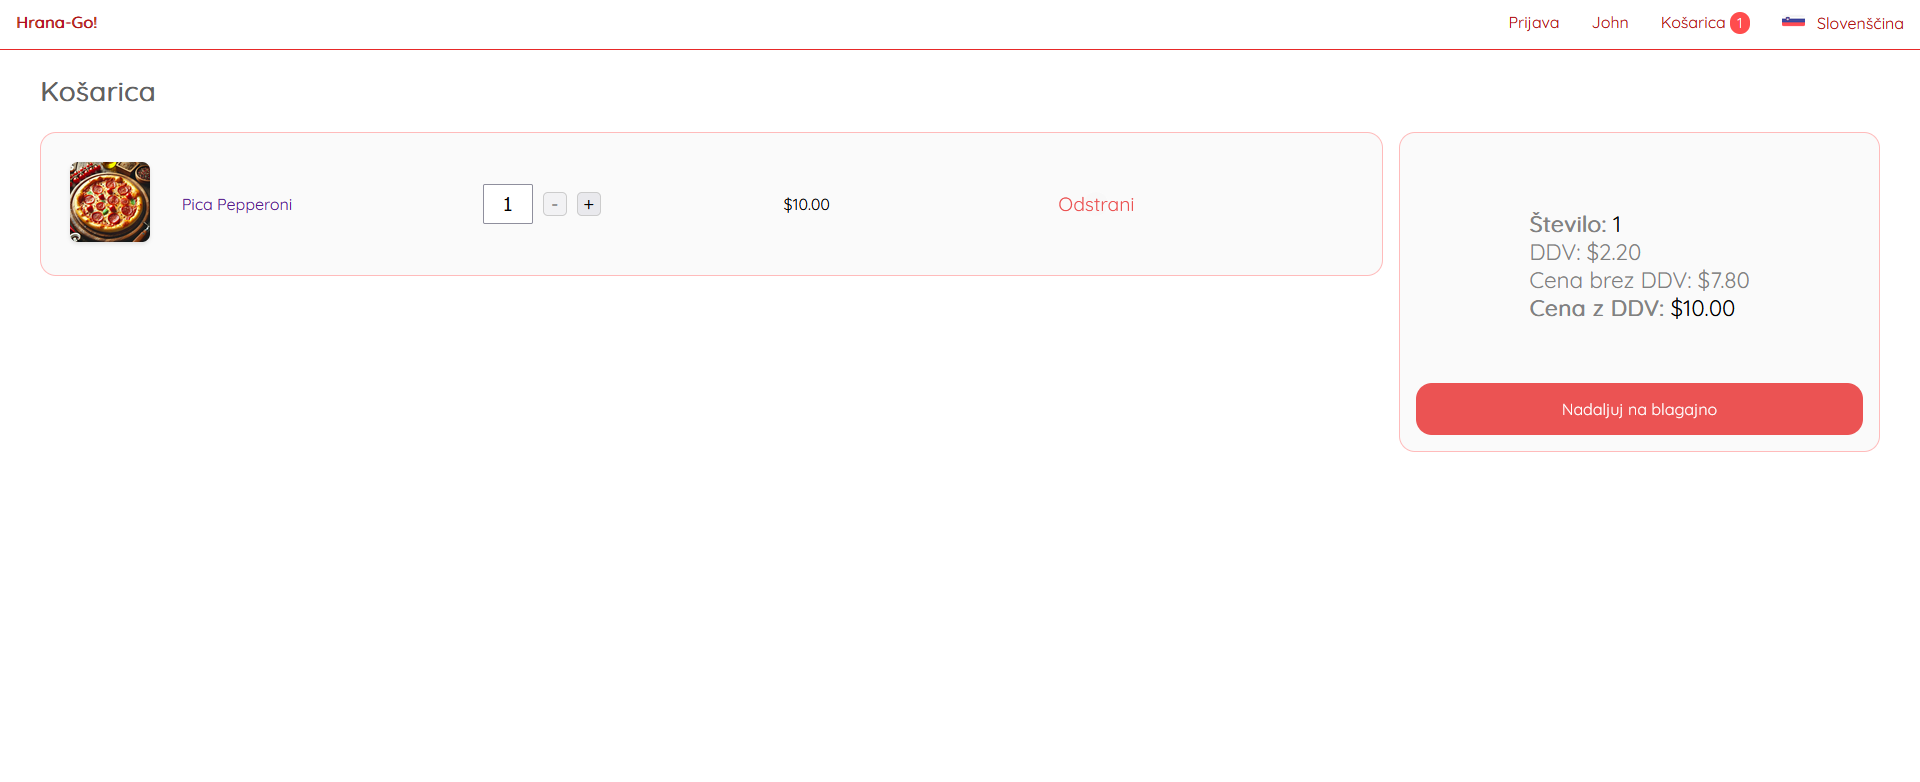 Hrana-Go!
Prijava
John
Košarica 1
Slovenščina
Košarica
Pica Pepperoni
1
-
+
$10.00
Odstrani
Število: 1
DDV: $2.20
Cena brez DDV: $7.80
Cena z DDV: $10.00
Nadaljuj na blagajno